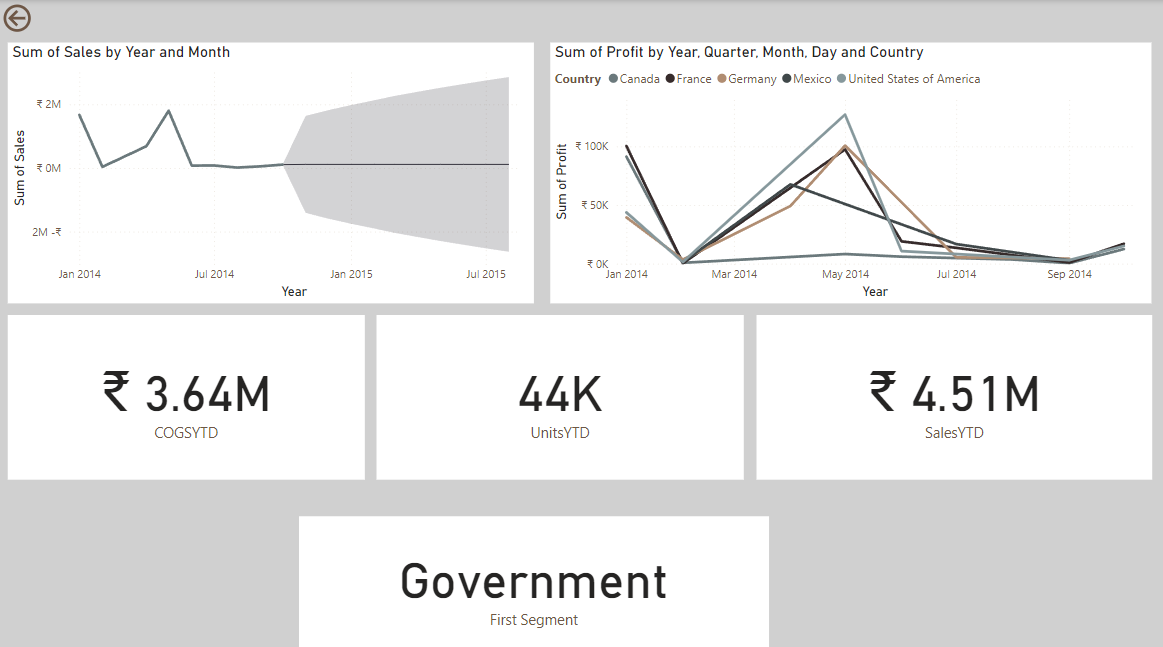 Sum of Sales by Year and Month
₹ 2M
₹ 0M
2M -₹
Sum of Sales
Jan 2014 Jul 2014 Jan 2015 Jul 2015
Year
Sum of Profit by Year, Quarter, Month, Day and Country
Country Canada France Germany Mexico United States of America
₹ 100K
₹ 50K
₹ 0K
Sum of Profit
Jan 2014 Mar 2014 May 2014 Jul 2014 Sep 2014
Year
₹ 3.64M
COGSYTD
44K
UnitsYTD
₹ 4.51M
SalesYTD
Government
First Segment